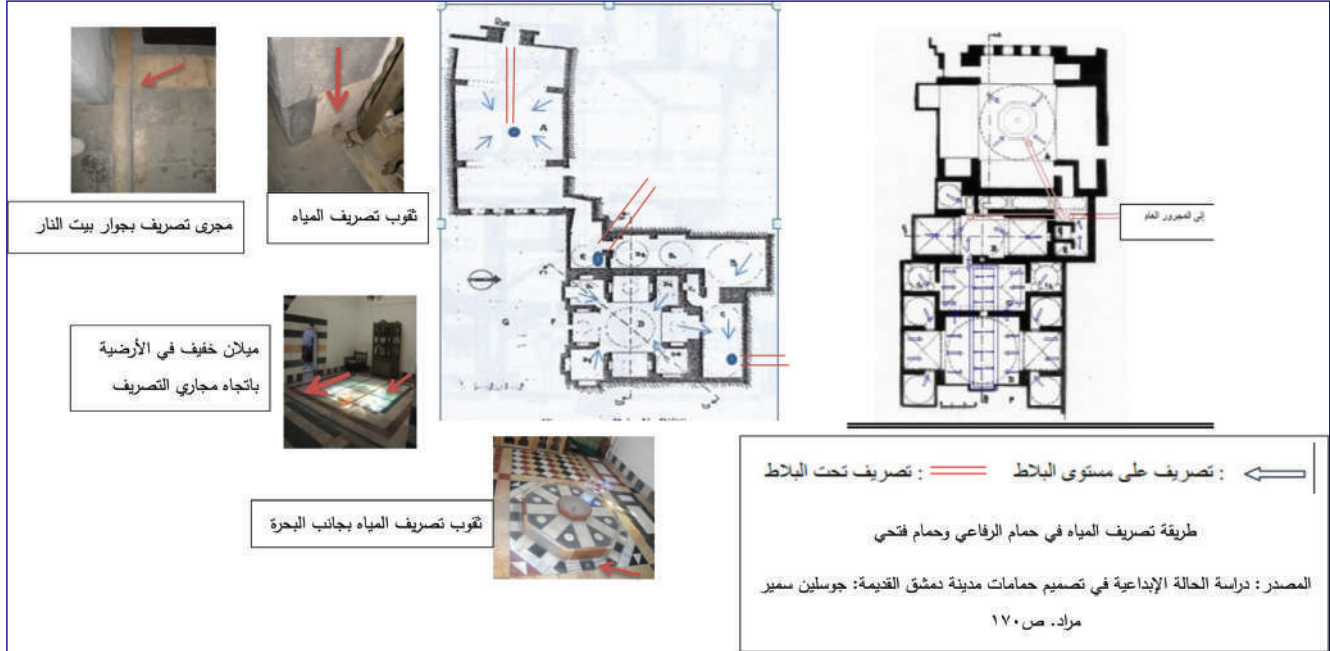 مجرى تصريف بجوار بيت النار
ثقوب تصريف المياه
ميلان خفيف في الأرضية
باتجاه مجاري التصريف
ثقوب تصريف المياه بجانب البحرة
A
B
C
D
G
F
إلى المجرور العام
A
B
F
: تصريف على مستوى البلاط
: تصريف تحت البلاط
طريقة تصريف المياه في حمام الرفاعي وحمام فتحي
المصدر : دراسة الحالة الإبداعية في تصميم حمامات مدينة دمشق القديمة: جوسلين سمير
مراد. ص١٧٠